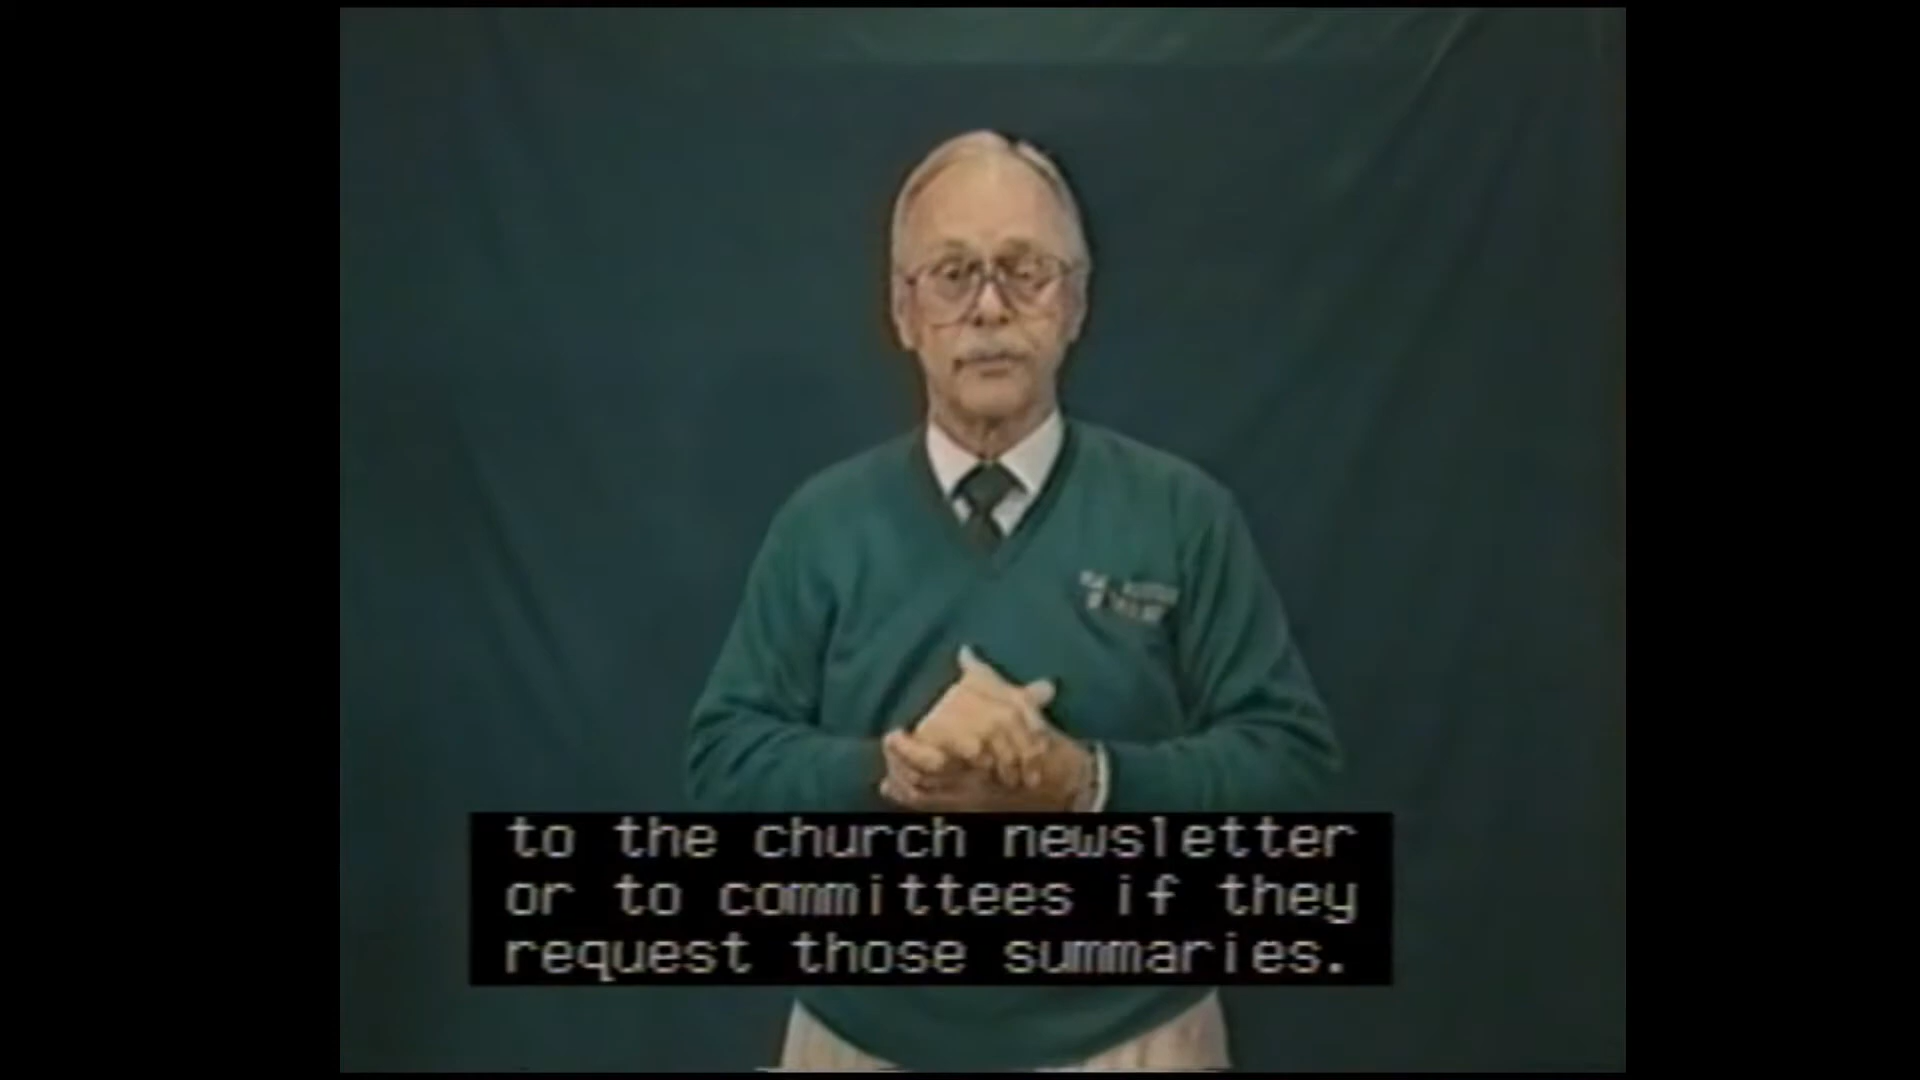 to the church newsletter
or to committees if they
request those summaries.